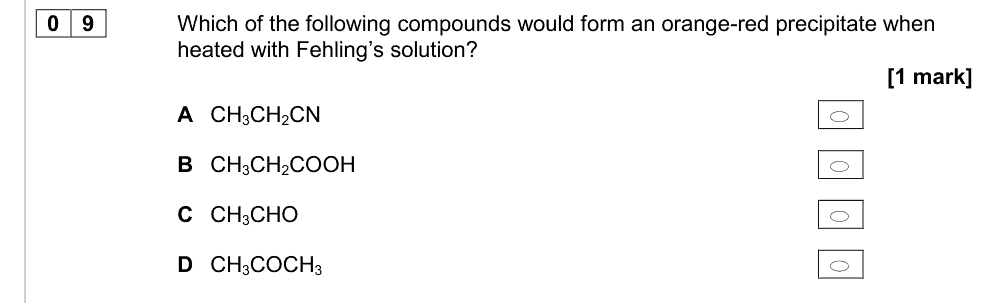 0 9 Which of the following compounds would form an orange-red precipitate when
heated with Fehling’s solution?
[1 mark]
A CH₃CH₂CN
B CH₃CH₂COOH
C CH₃CHO
D CH₃COCH₃